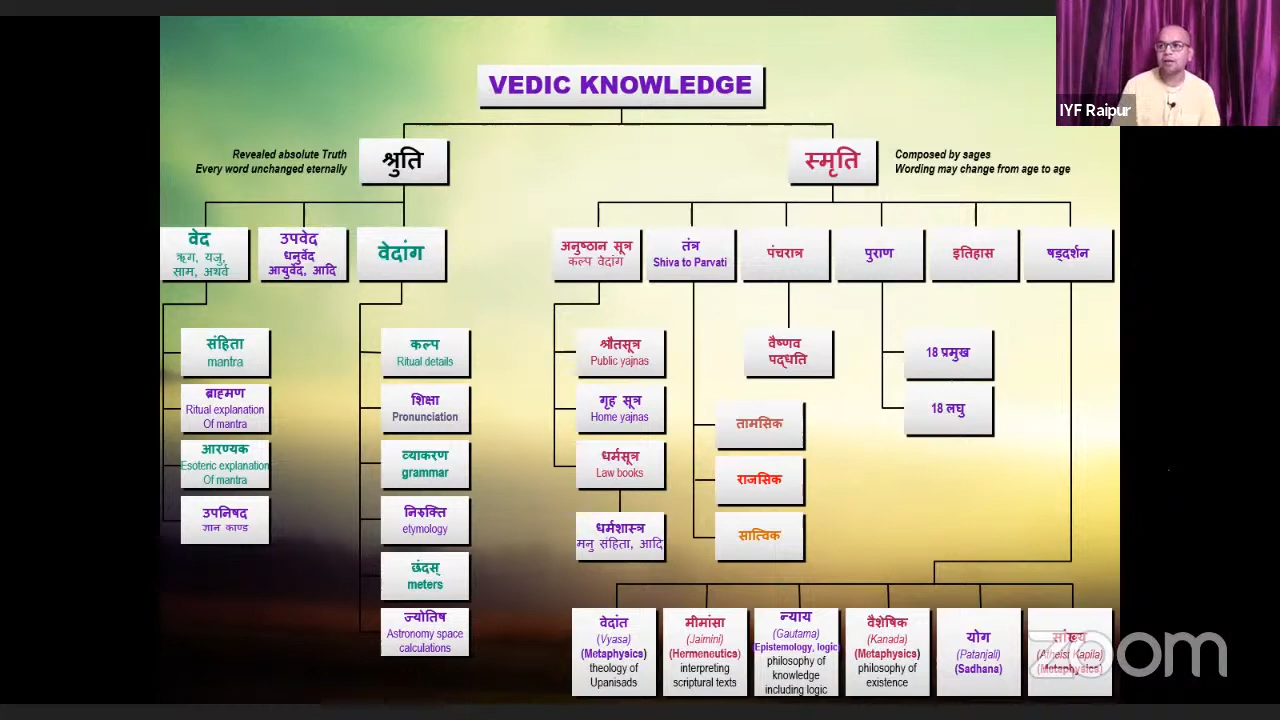 IYF Raipur
VEDIC KNOWLEDGE
Revealed absolute Truth
Every word unchanged eternally
श्रुति
स्मृति
Composed by sages
Wording may change from age to age
वेद
ऋग, यजु,
साम, अथर्व
उपवेद
धनुर्वेद
आयुर्वेद, आदि
वेदांग
अनुष्ठान सूत्र
कल्प वेदांग
तंत्र
Shiva to Parvati
पंचरात्र
पुराण
इतिहास
षड्दर्शन
संहिता
mantra
ब्राह्मण
Ritual explanation
Of mantra
आरण्यक
Esoteric explanation
Of mantra
उपनिषद
ज्ञान काण्ड
कल्प
Ritual details
शिक्षा
Pronunciation
व्याकरण
grammar
निरुक्ति
etymology
छंदस्
meters
ज्योतिष
Astronomy space
calculations
श्रौतसूत्र
Public yajnas
गृह सूत्र
Home yajnas
धर्मसूत्र
Law books
धर्मशास्त्र
मनु संहिता, आदि
वैष्णव
पद्धति
तामसिक
राजसिक
सात्विक
18 प्रमुख
18 लघु
वेदांत
(Vyasa)
(Metaphysics)
theology of
Upanisads
मीमांसा
(Jaimini)
(Hermeneutics)
interpreting
scriptural texts
न्याय
(Gautama)
(Epistemology, logic)
philosophy of
knowledge
including logic
वैशेषिक
(Kanada)
(Metaphysics)
philosophy of
existence
योग
(Patanjali)
(Sadhana)
सांख्य
(Atheist Kapila)
(Metaphysics)
zoom